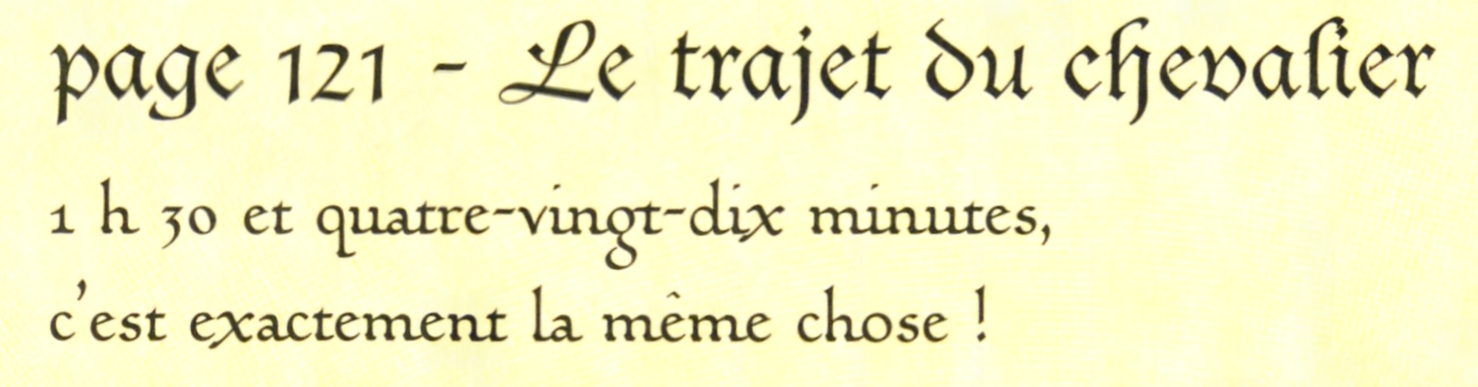 page 121 - Le trajet du chevalier
1 h 30 et quatre-vingt-dix minutes,
c'est exactement la même chose !